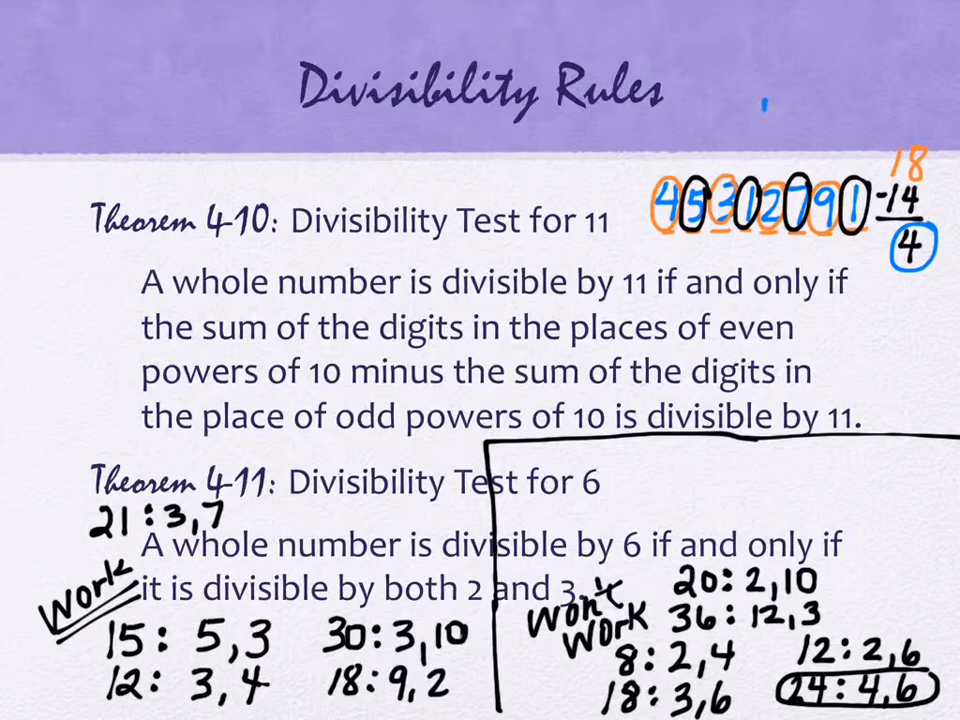 Divisibility Rules
18
45312791 -14
4
Theorem 4-10: Divisibility Test for 11
A whole number is divisible by 11 if and only if
the sum of the digits in the places of even
powers of 10 minus the sum of the digits in
the place of odd powers of 10 is divisible by 11.
Theorem 4-11: Divisibility Test for 6
21: 3,7
A whole number is divisible by 6 if and only if
it is divisible by both 2 and 3.
Work
15: 5,3
30: 3,10
12: 3,4
18: 9,2
Won't
Work
20: 2,10
36: 12,3
8: 2,4
12: 2,6
18: 3,6
24: 4,6